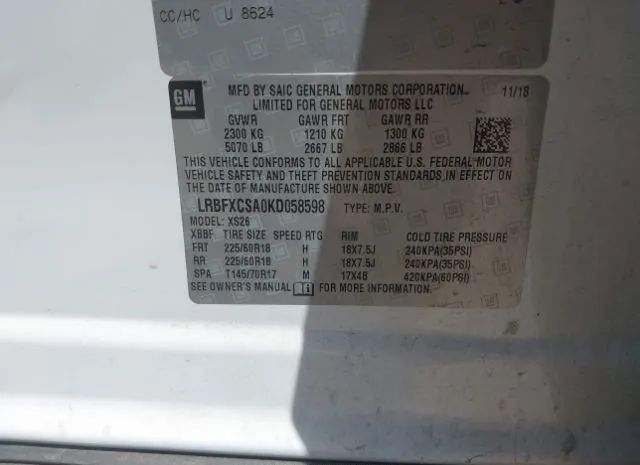 CC/HC U 8624
GM
MFD BY SAIC GENERAL MOTORS CORPORATION 11/18
LIMITED FOR GENERAL MOTORS LLC
GVWR GAWR FRT GAWR RR
2300 KG 1210 KG 1300 KG
5070 LB 2667 LB 2866 LB
THIS VEHICLE CONFORMS TO ALL APPLICABLE U.S. FEDERAL MOTOR
VEHICLE SAFETY AND THEFT PREVENTION STANDARDS IN EFFECT ON THE
DATE OF MANUFACTURE SHOWN ABOVE.
LRBFXCSA0KD058598 TYPE: M.P.V.
MODEL: XS26
XBBF TIRE SIZE SPEED RTG RIM COLD TIRE PRESSURE
FRT 225/60R18 H 18X7.5J 240KPA(35PSI)
RR 225/60R18 H 18X7.5J 240KPA(35PSI)
SPA T145/70R17 M 17X4B 420KPA(60PSI)
SEE OWNER'S MANUAL FOR MORE INFORMATION.